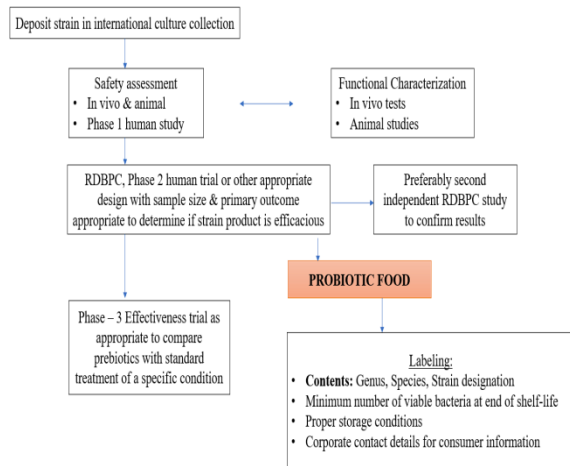 Deposit strain in international culture collection
Safety assessment
• In vivo & animal
• Phase 1 human study
Functional Characterization
• In vivo tests
• Animal studies
RDBPC, Phase 2 human trial or other appropriate
design with sample size & primary outcome
appropriate to determine if strain product is efficacious
Preferably second
independent RDBPC study
to confirm results
PROBIOTIC FOOD
Phase – 3 Effectiveness trial as
appropriate to compare
prebiotics with standard
treatment of a specific condition
Labeling:
• Contents: Genus, Species, Strain designation
• Minimum number of viable bacteria at end of shelf-life
• Proper storage conditions
• Corporate contact details for consumer information